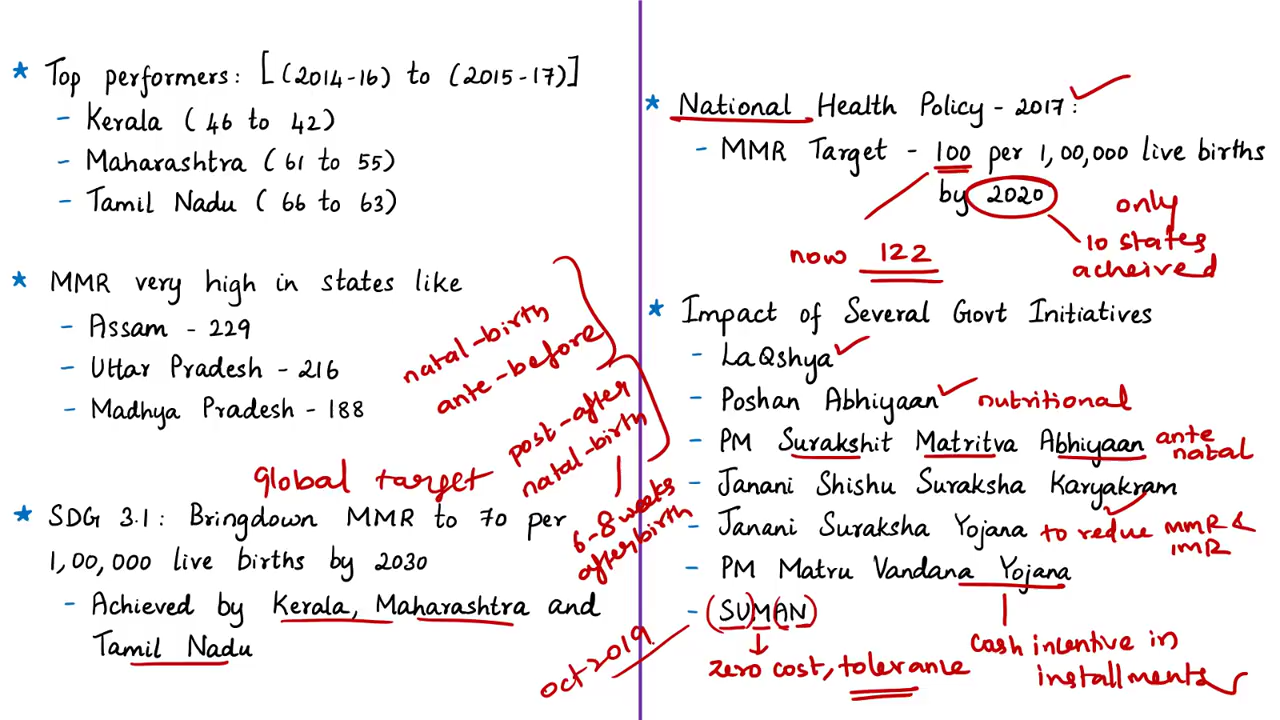 * Top performers: [(2014-16) to (2015-17)]
- Kerala (46 to 42)
- Maharashtra (61 to 55)
- Tamil Nadu (66 to 63)
* MMR very high in states like
- Assam - 229
- Uttar Pradesh - 216
- Madhya Pradesh - 188
natal-birth
ante-before
post-after
natal-birth
6-8 weeks
after birth
global target
* SDG 3.1: Bringdown MMR to 70 per
1,00,000 live births by 2030
- Achieved by Kerala, Maharashtra and
Tamil Nadu
* National Health Policy - 2017:
- MMR Target - 100 per 1,00,000 live births
by 2020
now 122
only
10 states
acheived
* Impact of Several Govt Initiatives
- LaQshya
- Poshan Abhiyaan nutritional
- PM Surakshit Matritva Abhiyaan ante
natal
- Janani Shishu Suraksha Karyakram
- Janani Suraksha Yojana to redue MMR &
IMR
- PM Matru Vandana Yojana
- (SU)M(AN)
oct 2019
zero cost, tolerance
cash incentive in
installments